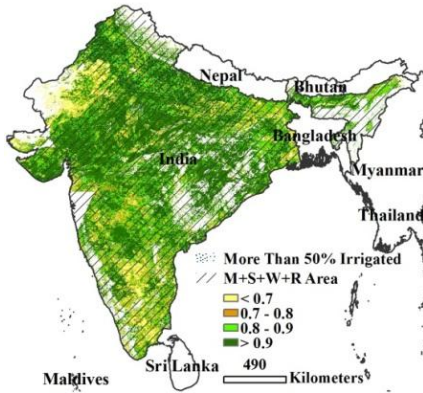 Nepal
Bhutan
Bangladesh
India
Myanmar
Thailand
More Than 50% Irrigated
M+S+W+R Area
< 0.7
0.7 - 0.8
0.8 - 0.9
> 0.9
490
Sri Lanka
Kilometers
Maldives